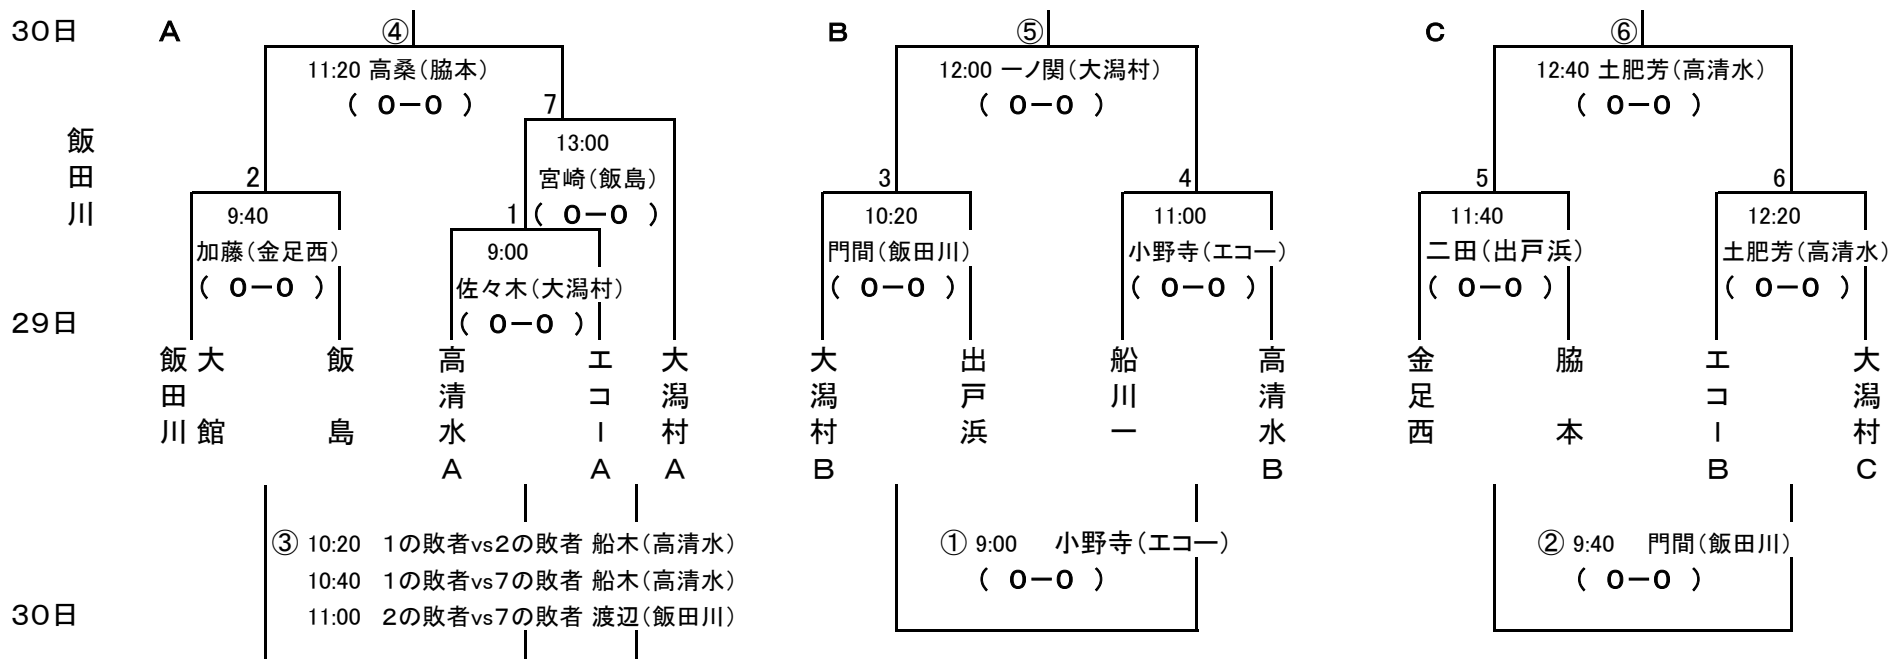 30日
A
④
11:20 高桑（脇本）
（ 0－0 ）
7
13:00
宮崎（飯島）
（ 0－0 ）
飯田川
2
9:40
加藤（金足西）
（ 0－0 ）
1
9:00
佐々木（大潟村）
（ 0－0 ）
29日
飯田川
大館
飯島
高清水A
エコーA
大潟村A
③ 10:20 1の敗者vs2の敗者 船木（高清水）
10:40 1の敗者vs7の敗者 船木（高清水）
11:00 2の敗者vs7の敗者 渡辺（飯田川）
30日
B
⑤
12:00 一ノ関（大潟村）
（ 0－0 ）
3
10:20
門間（飯田川）
（ 0－0 ）
4
11:00
小野寺（エコー）
（ 0－0 ）
大潟村B
出戸浜
船川一
高清水B
① 9:00 小野寺（エコー）
（ 0－0 ）
C
⑥
12:40 土肥芳（高清水）
（ 0－0 ）
5
11:40
二田（出戸浜）
（ 0－0 ）
6
12:20
土肥芳（高清水）
（ 0－0 ）
金足西
脇本
エコーB
大潟村C
② 9:40 門間（飯田川）
（ 0－0 ）